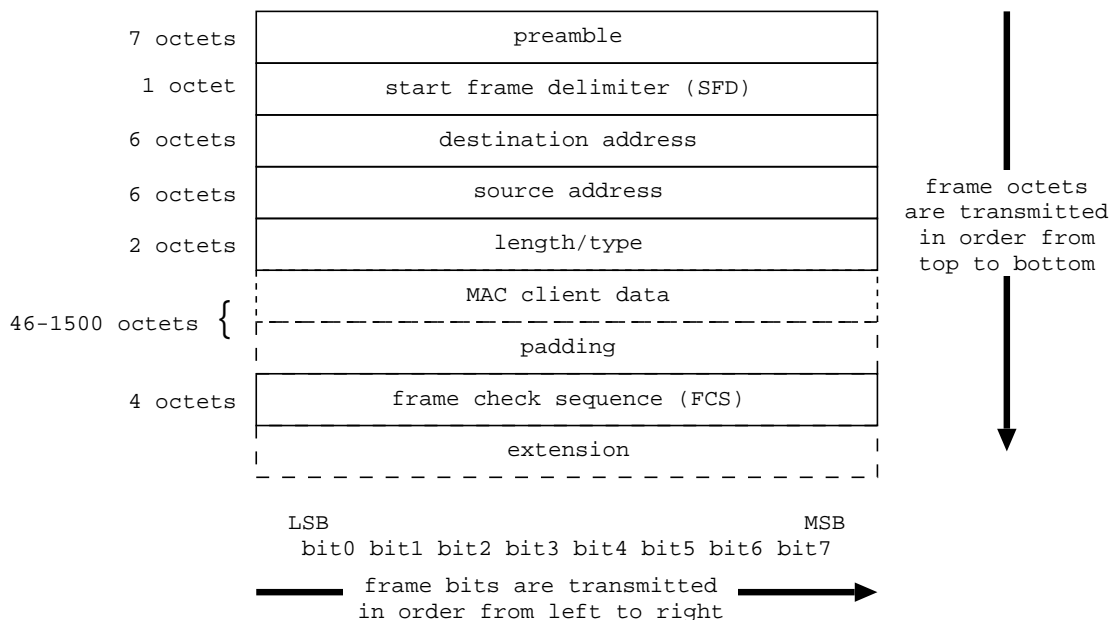 7 octets preamble
1 octet start frame delimiter (SFD)
6 octets destination address
6 octets source address
2 octets length/type
MAC client data
46-1500 octets {
padding
4 octets frame check sequence (FCS)
extension
frame octets
are transmitted
in order from
top to bottom
LSB MSB
bit0 bit1 bit2 bit3 bit4 bit5 bit6 bit7
frame bits are transmitted
in order from left to right